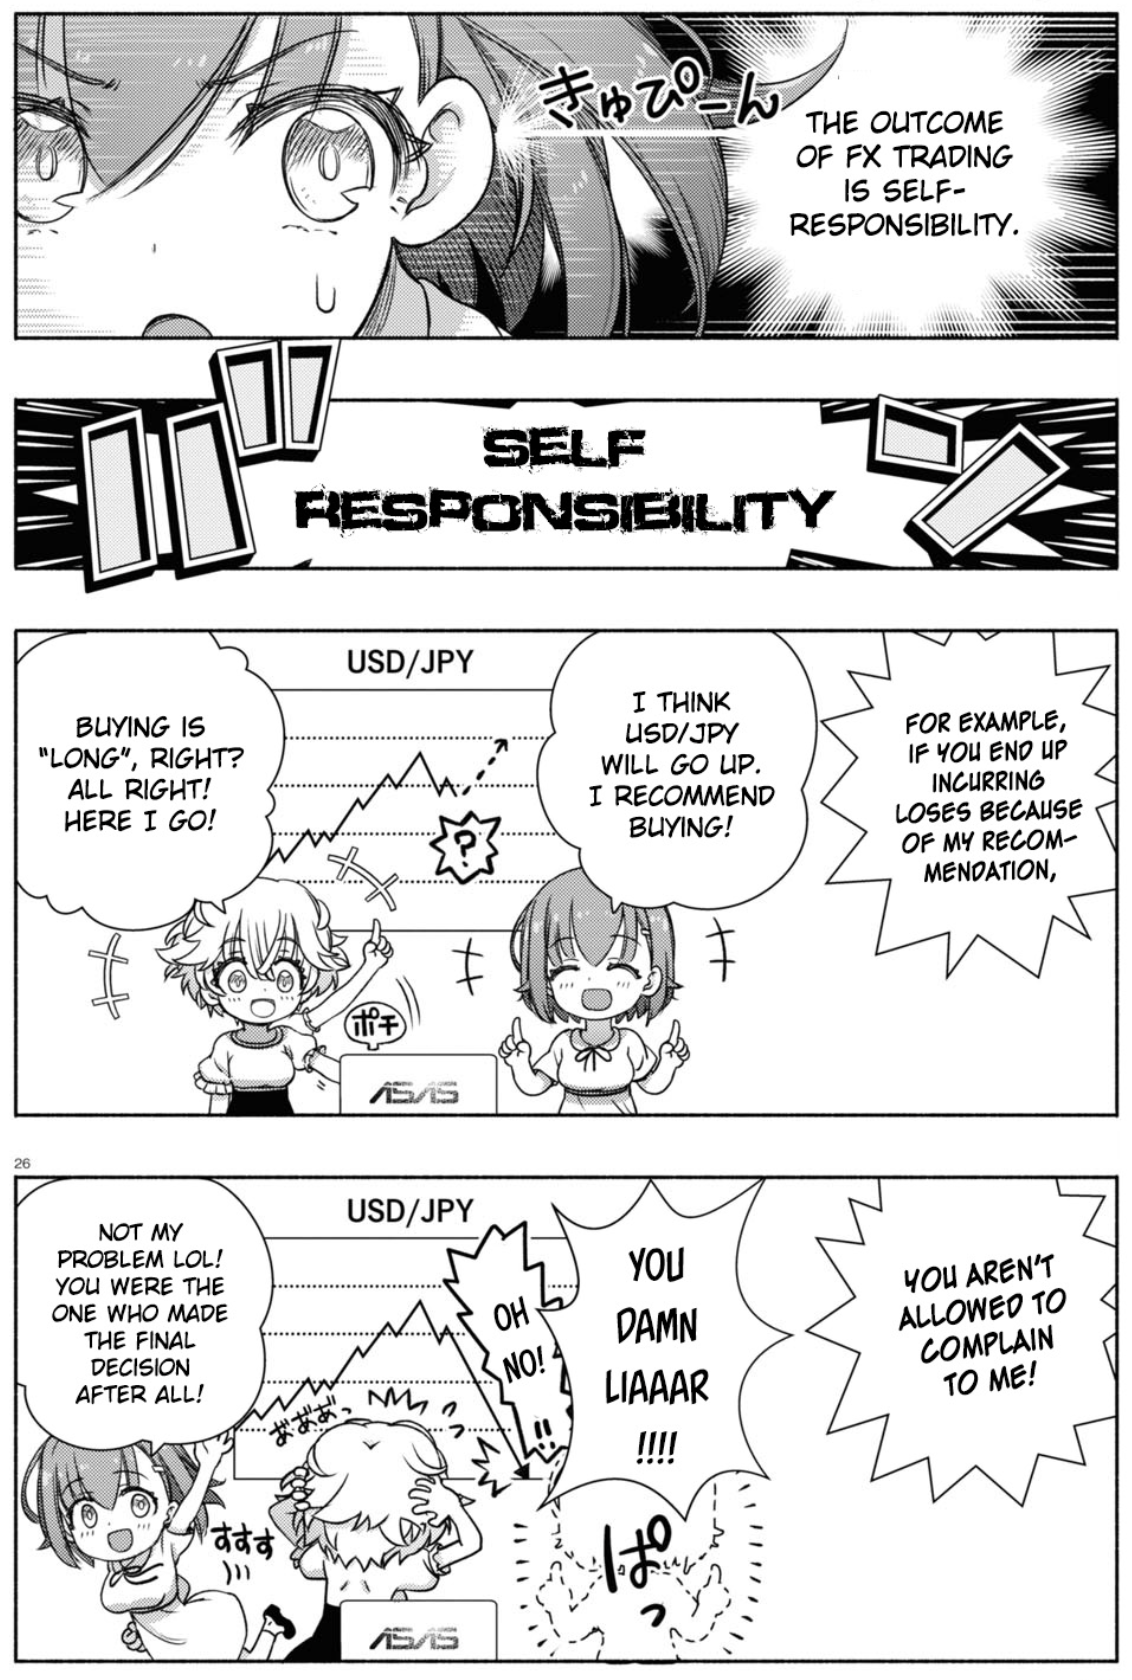 きゅぴーん
THE OUTCOME
OF FX TRADING
IS SELF-
RESPONSIBILITY.
SELF
RESPONSIBILITY
FOR EXAMPLE,
IF YOU END UP
INCURRING
LOSES BECAUSE
OF MY RECOM-
MENDATION,
USD/JPY
I THINK
USD/JPY
WILL GO UP.
I RECOMMEND
BUYING!
?
BUYING IS
"LONG", RIGHT?
ALL RIGHT!
HERE I GO!
ポチ
ASAS
26
YOU AREN'T
ALLOWED TO
COMPLAIN
TO ME!
USD/JPY
YOU
DAMN
LIAAAR
!!!!
OH
NO!
!!
NOT MY
PROBLEM LOL!
YOU WERE THE
ONE WHO MADE
THE FINAL
DECISION
AFTER ALL!
あ゛あ゛あ゛っ
すすす
ぱっ
ASAS